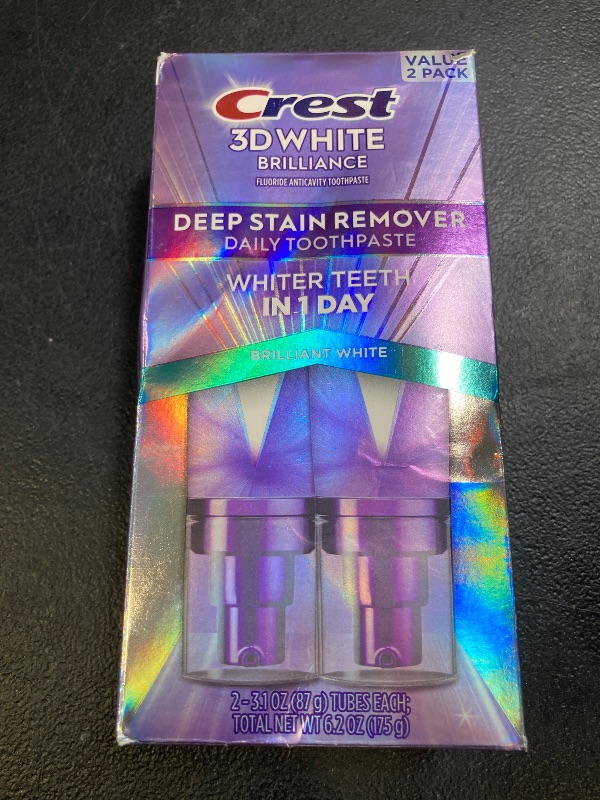 VALUE
2 PACK
Crest
3D WHITE
BRILLIANCE
FLUORIDE ANTICAVITY TOOTHPASTE
DEEP STAIN REMOVER
DAILY TOOTHPASTE
WHITER TEETH
IN 1 DAY
BRILLIANT WHITE
2 - 3.1 OZ (87 g) TUBES EACH;
TOTAL NET WT 6.2 OZ (175 g)